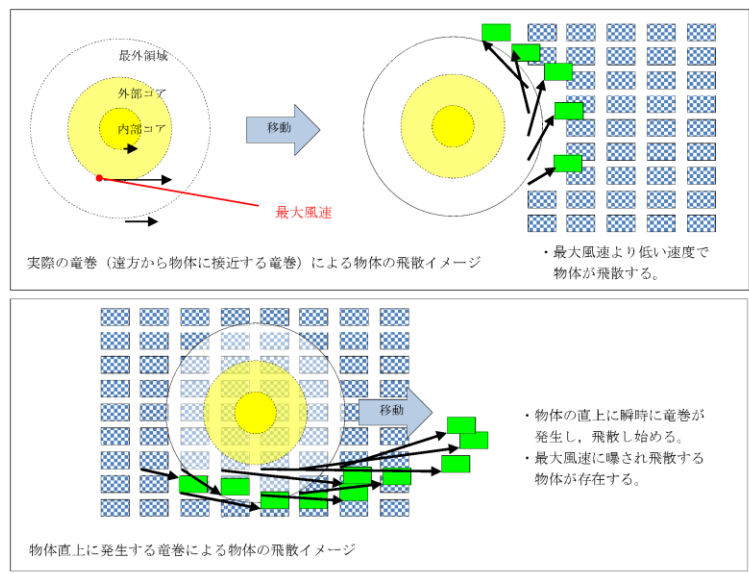 最外領域
外部コア
内部コア
移動
最大風速
実際の竜巻（遠方から物体に接近する竜巻）による物体の飛散イメージ
・最大風速より低い速度で
物体が飛散する。
移動
・物体の直上に瞬時に竜巻が
発生し，飛散し始める。
・最大風速に曝され飛散する
物体が存在する。
物体直上に発生する竜巻による物体の飛散イメージ